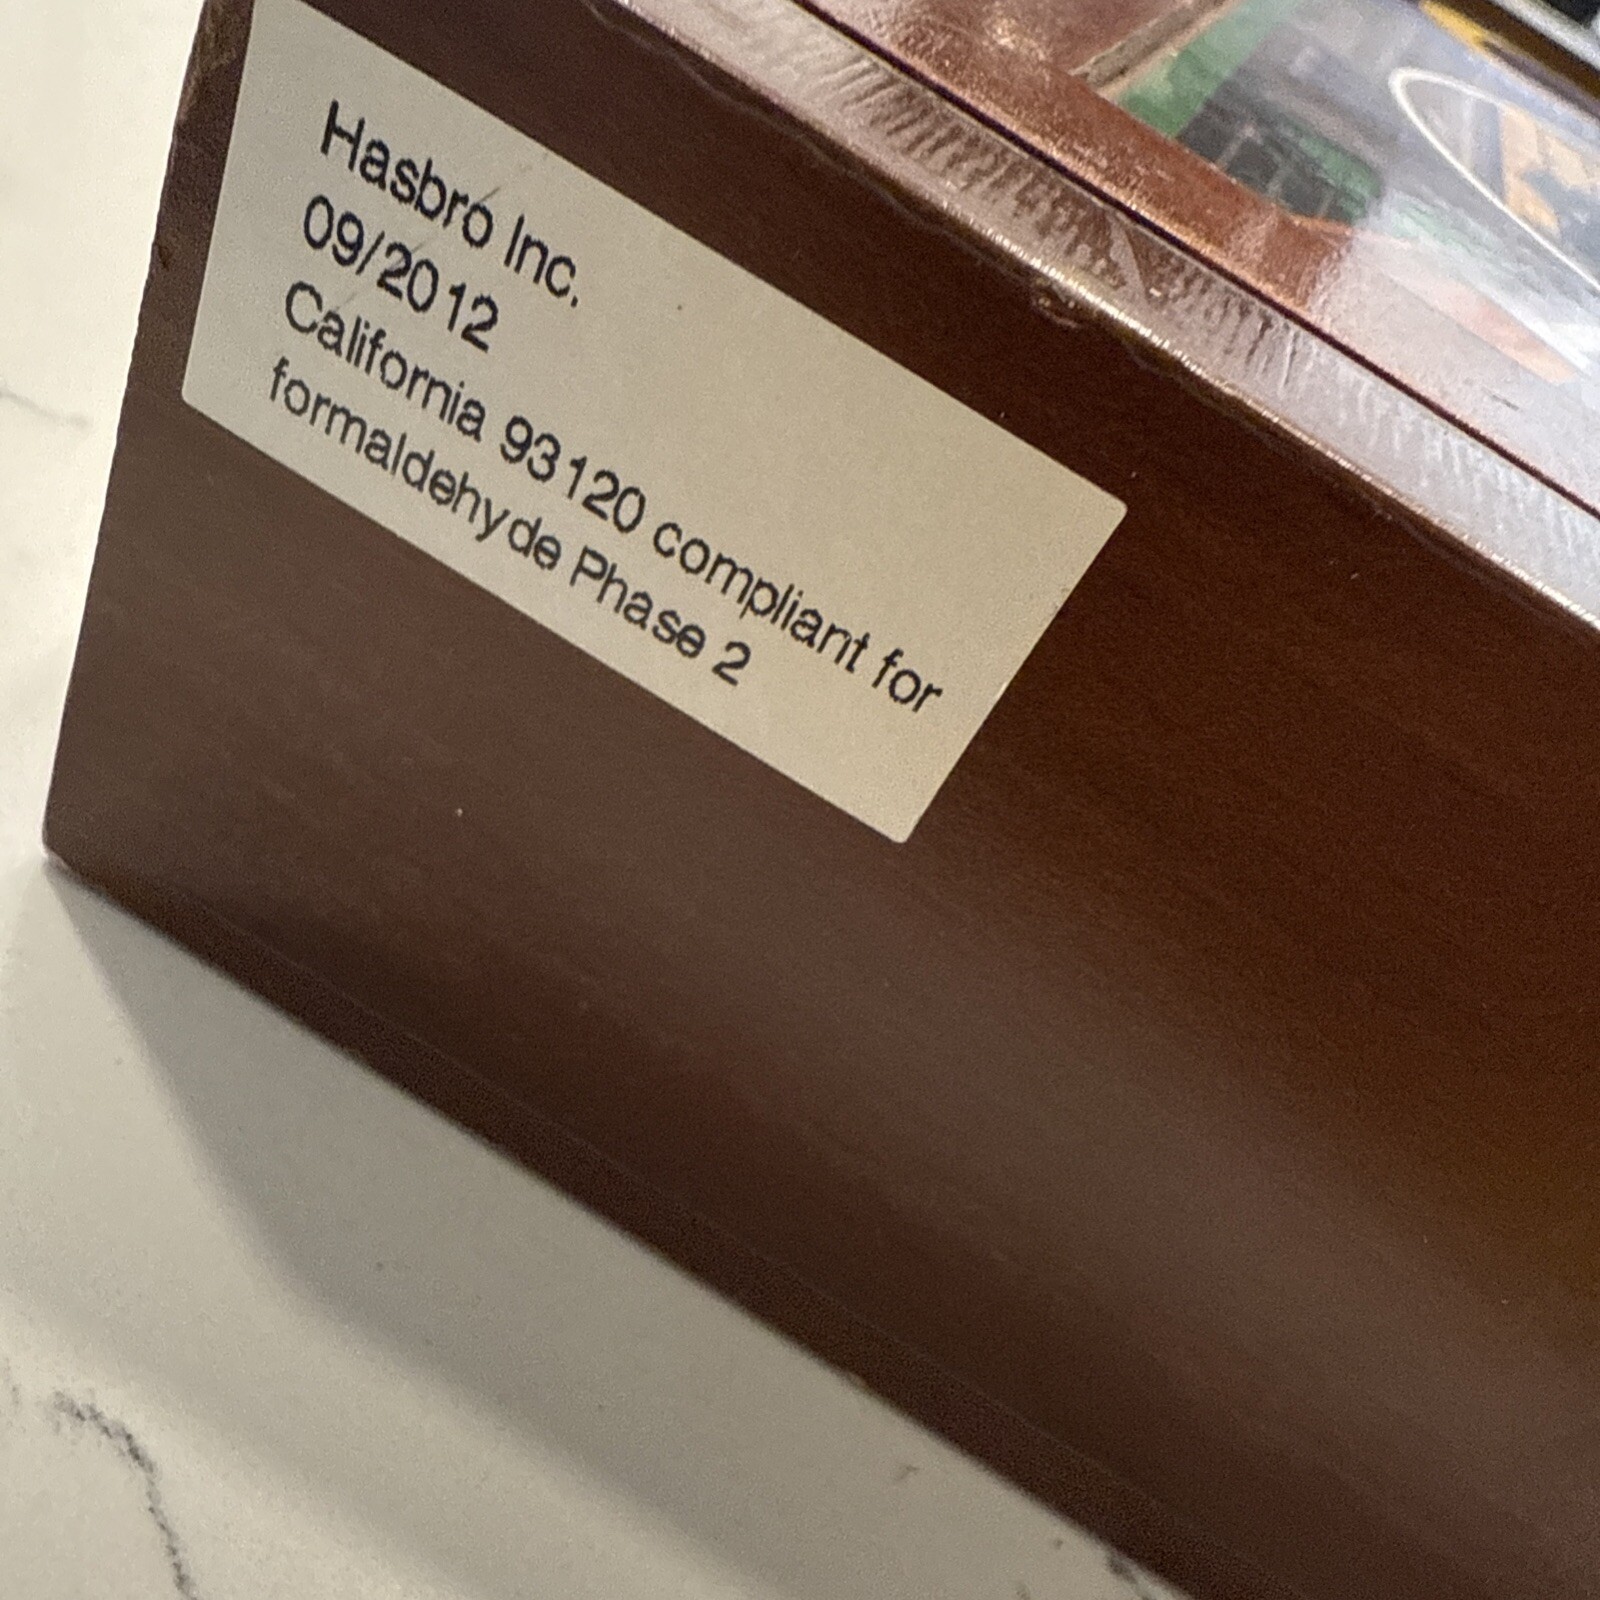 Hasbro Inc.
09/2012
California 93120 compliant for
formaldehyde Phase 2